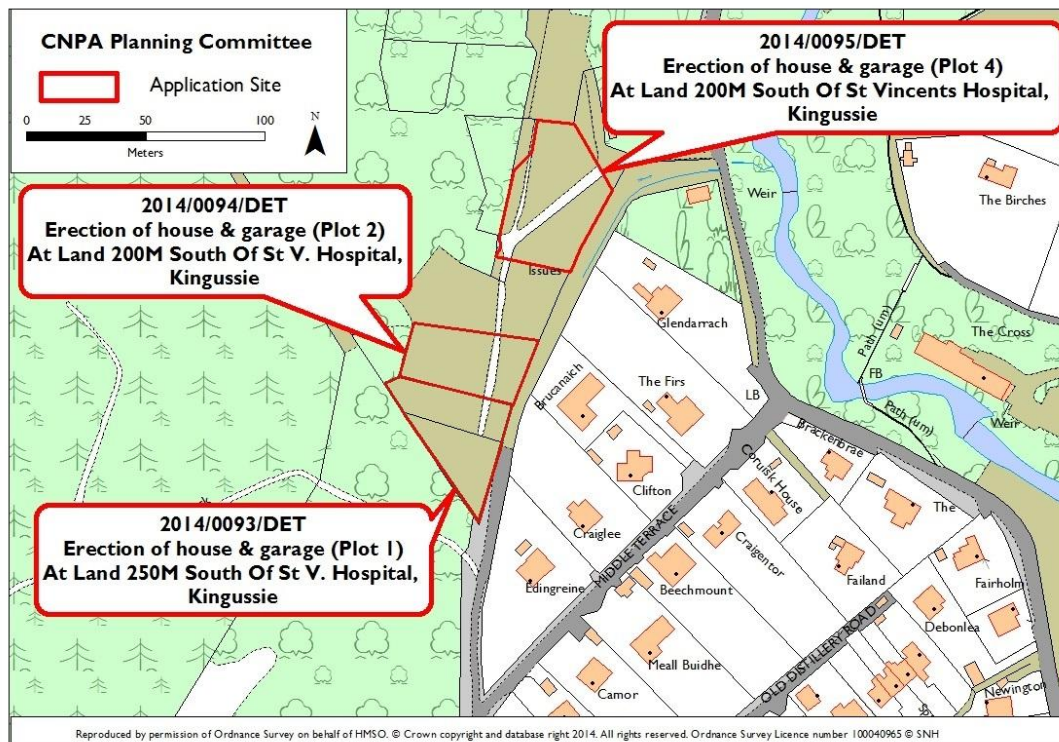 CNPA Planning Committee
Application Site
0 25 50 100
Meters
N
2014/0095/DET
Erection of house & garage (Plot 4)
At Land 200M South Of St Vincents Hospital,
Kingussie
2014/0094/DET
Erection of house & garage (Plot 2)
At Land 200M South Of St V. Hospital,
Kingussie
2014/0093/DET
Erection of house & garage (Plot 1)
At Land 250M South Of St V. Hospital,
Kingussie
Weir
The Birches
Issues
Glendarrach
Path (um)
The Cross
FB
Brucanaich
The Firs
LB
Path (um)
Weir
Brackenbrae
Clifton
Coruisk House
The
Craiglee
MIDDLE TERRACE
Craigentor
Edingreine
Beechmount
Failand
Fairholm
OLD DISTILLERY ROAD
Debonlea
Meall Buidhe
Camor
Newington
Reproduced by permission of Ordnance Survey on behalf of HMSO. © Crown copyright and database right 2014. All rights reserved. Ordnance Survey Licence number 100040965 © SNH